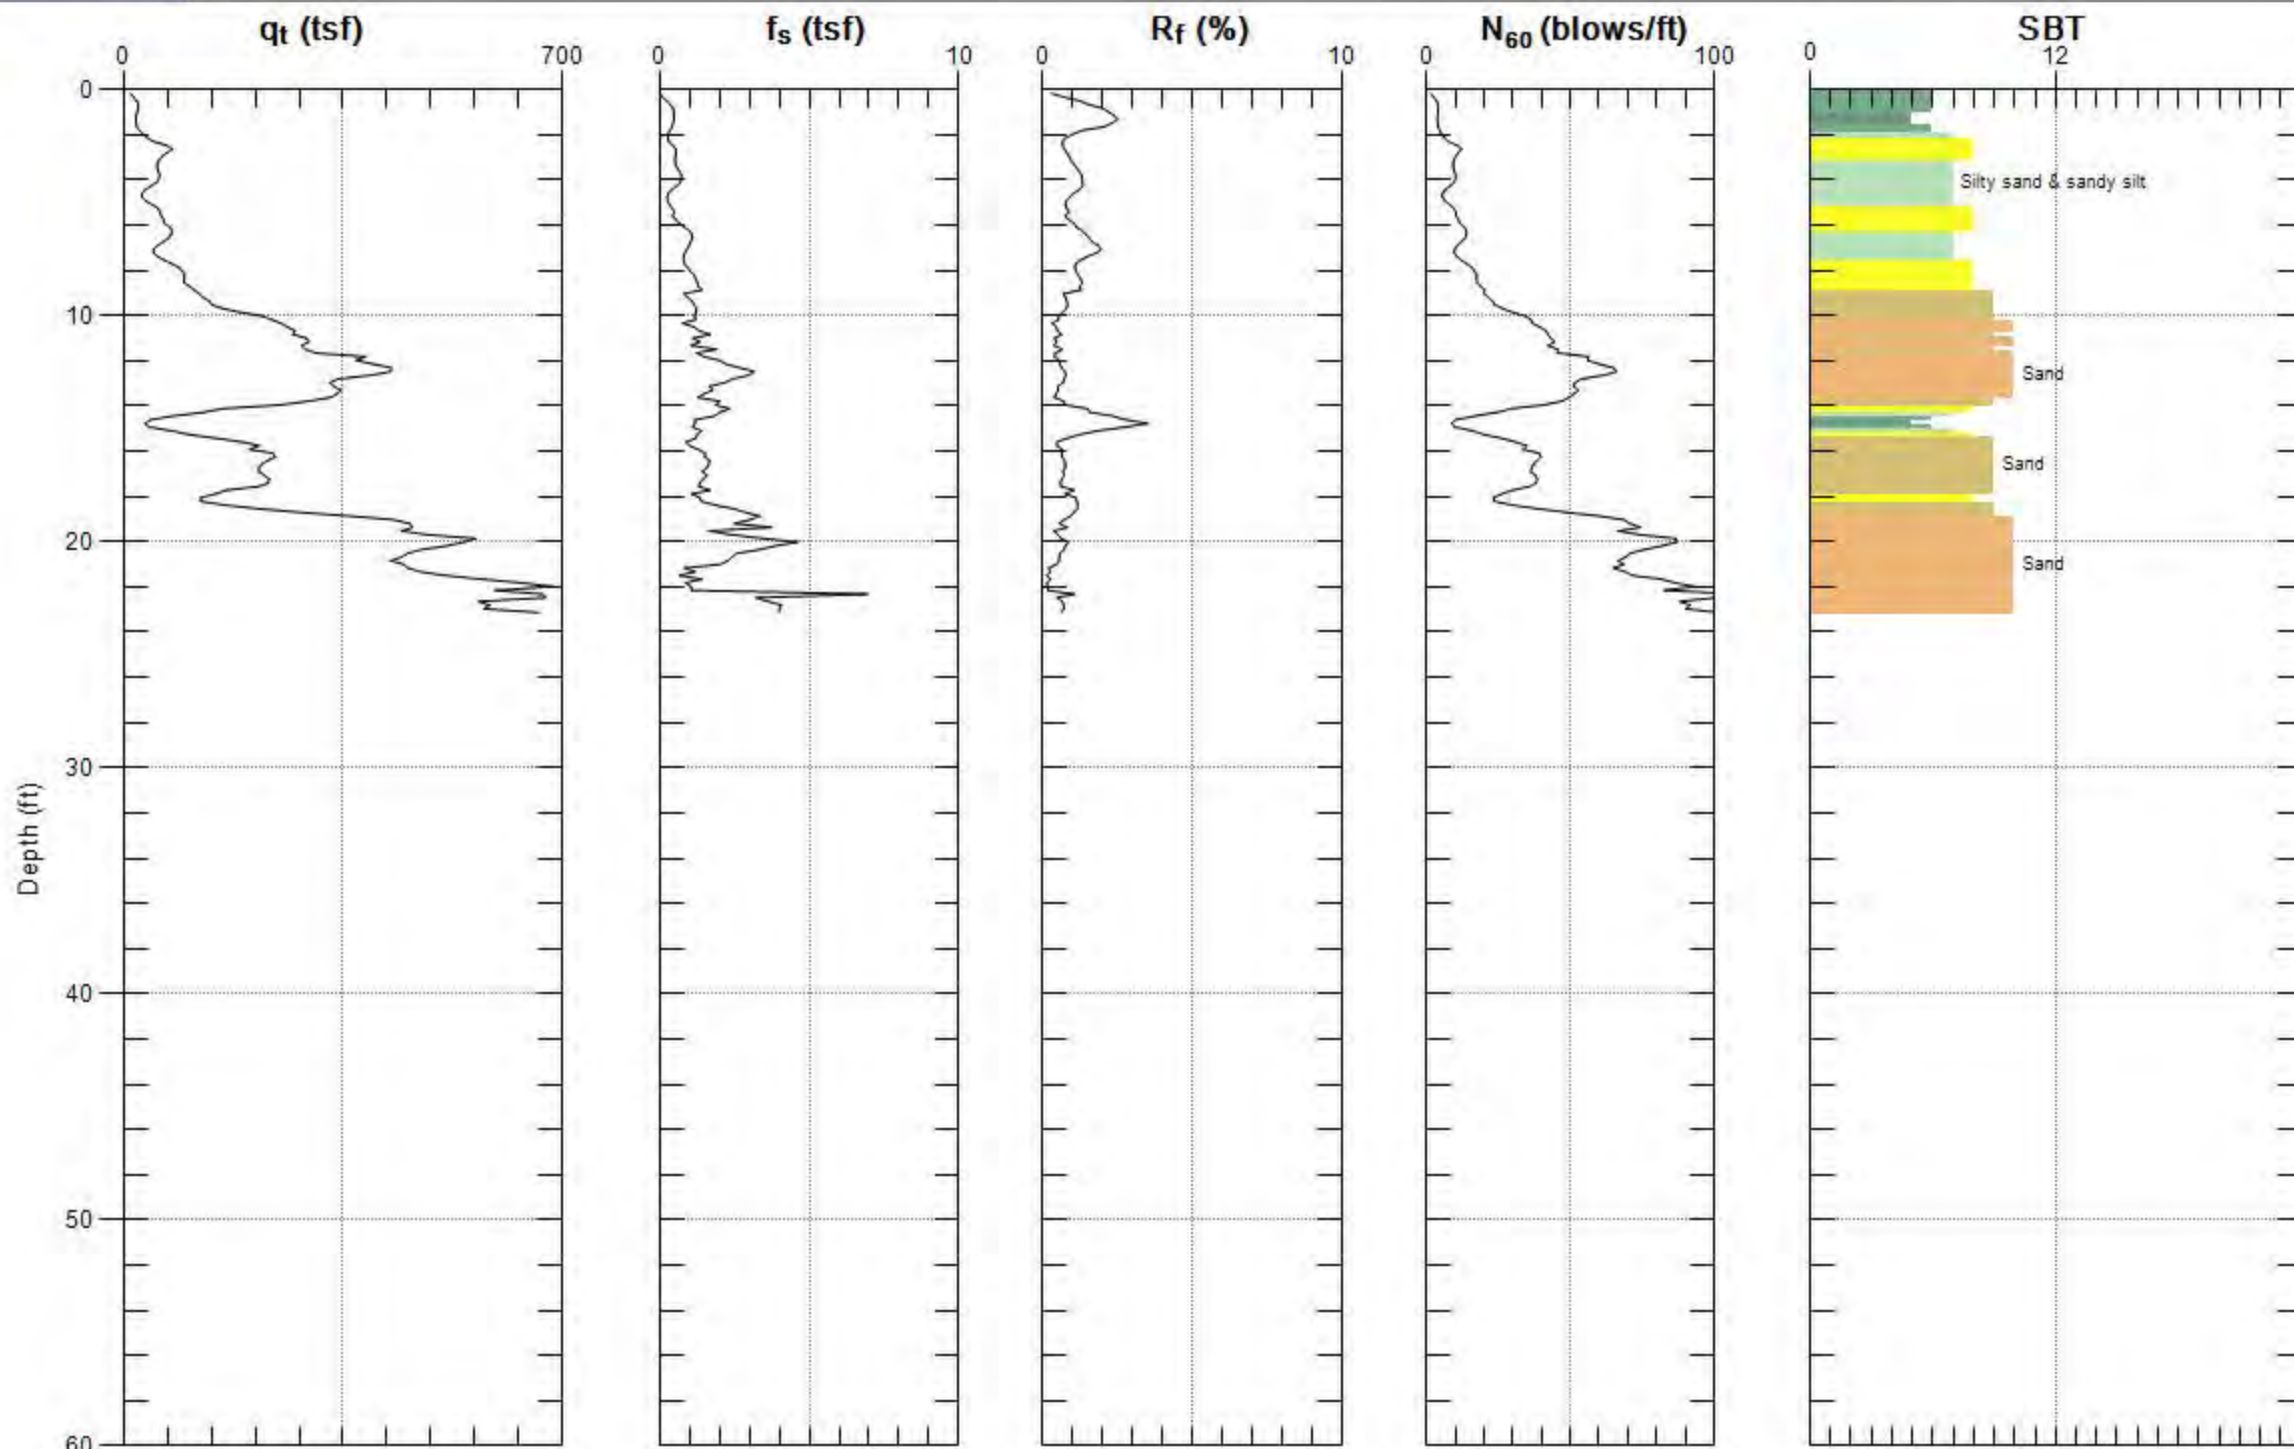 qt (tsf) fs (tsf) Rf (%) N60 (blows/ft) SBT
0 700 0 10 0 10 0 100 0 12
0
Silty sand & sandy silt
10
Sand
Sand
20
Sand
30
Depth (ft)
40
50
60